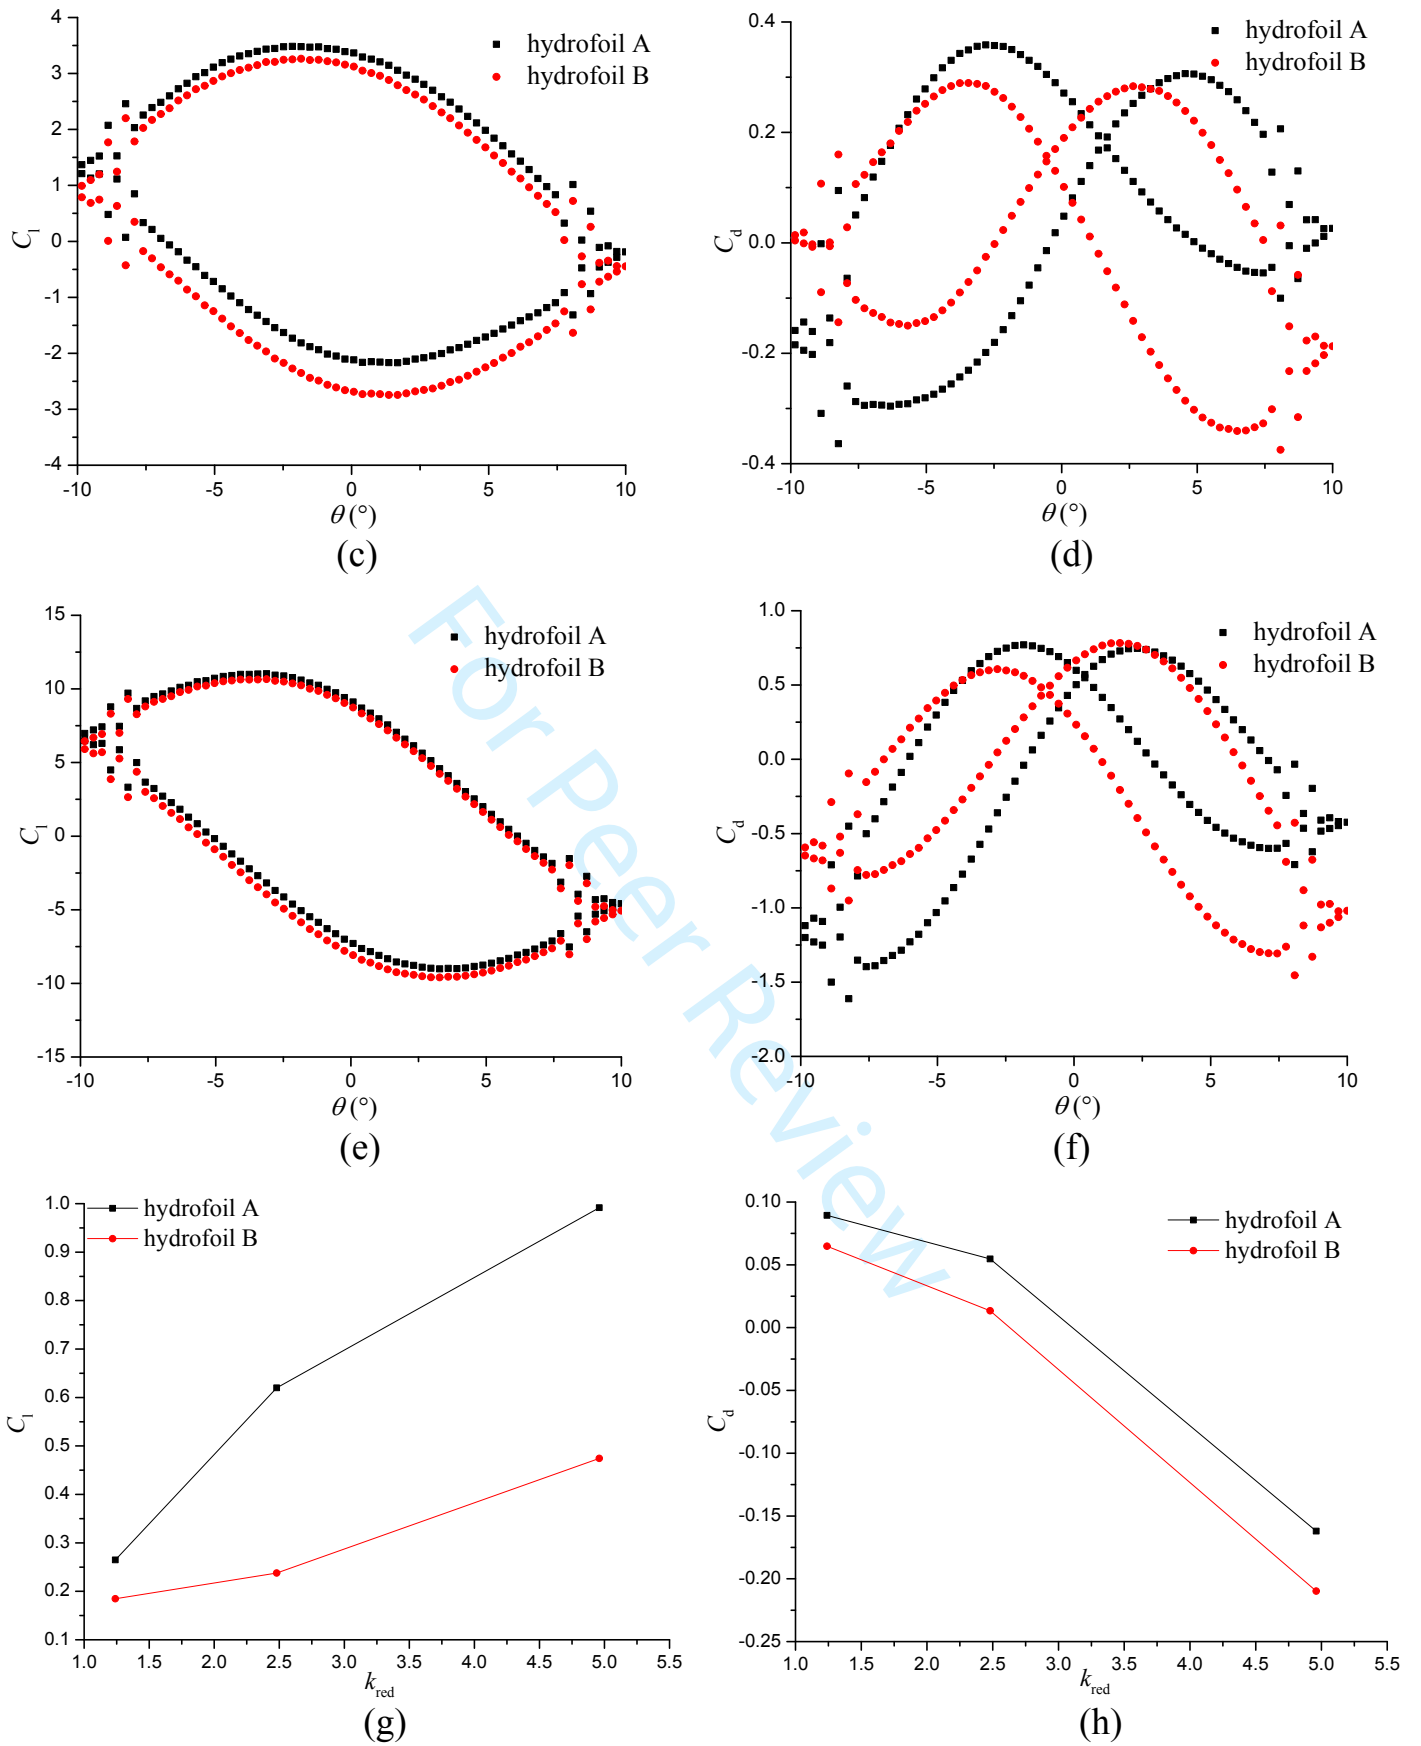 4
3
2
1
0
-1
-2
-3
-4
C_l
-10
-5
0
5
10
θ (°)
hydrofoil A
hydrofoil B
(c)
0.4
0.2
0.0
-0.2
-0.4
C_d
-10
-5
0
5
10
θ (°)
hydrofoil A
hydrofoil B
(d)
15
10
5
0
-5
-10
-15
C_l
-10
-5
0
5
10
θ (°)
hydrofoil A
hydrofoil B
(e)
1.0
0.5
0.0
-0.5
-1.0
-1.5
-2.0
C_d
-10
-5
0
5
10
θ (°)
hydrofoil A
hydrofoil B
(f)
For Peer Review
1.0
0.9
0.8
0.7
0.6
0.5
0.4
0.3
0.2
0.1
C_l
1.0
1.5
2.0
2.5
3.0
3.5
4.0
4.5
5.0
5.5
k_red
hydrofoil A
hydrofoil B
(g)
0.10
0.05
0.00
-0.05
-0.10
-0.15
-0.20
-0.25
C_d
1.0
1.5
2.0
2.5
3.0
3.5
4.0
4.5
5.0
5.5
k_red
hydrofoil A
hydrofoil B
(h)